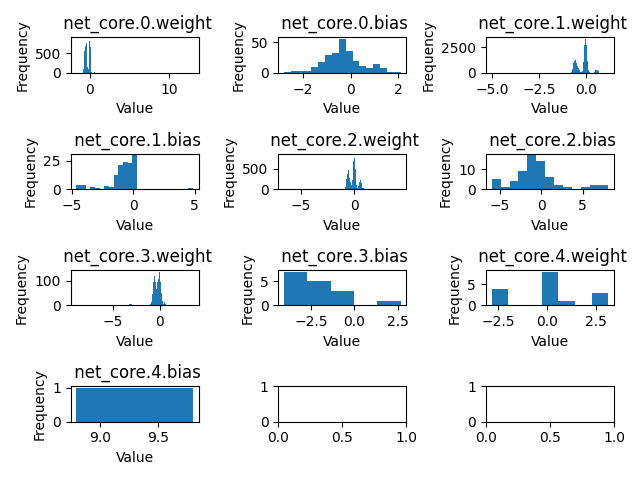 net_core.0.weight
Frequency
500
0
0
10
Value
net_core.0.bias
Frequency
50
0
−2
0
2
Value
net_core.1.weight
Frequency
2500
0
−5.0
−2.5
0.0
Value
net_core.1.bias
Frequency
25
0
−5
0
5
Value
net_core.2.weight
Frequency
500
0
−5
0
Value
net_core.2.bias
Frequency
10
0
−5
0
5
Value
net_core.3.weight
Frequency
100
0
−5
0
Value
net_core.3.bias
Frequency
5
0
−2.5
0.0
2.5
Value
net_core.4.weight
Frequency
5
0
−2.5
0.0
2.5
Value
net_core.4.bias
Frequency
1
0
9.0
9.5
Value
1
0
0.0
0.5
1.0
1
0
0.0
0.5
1.0